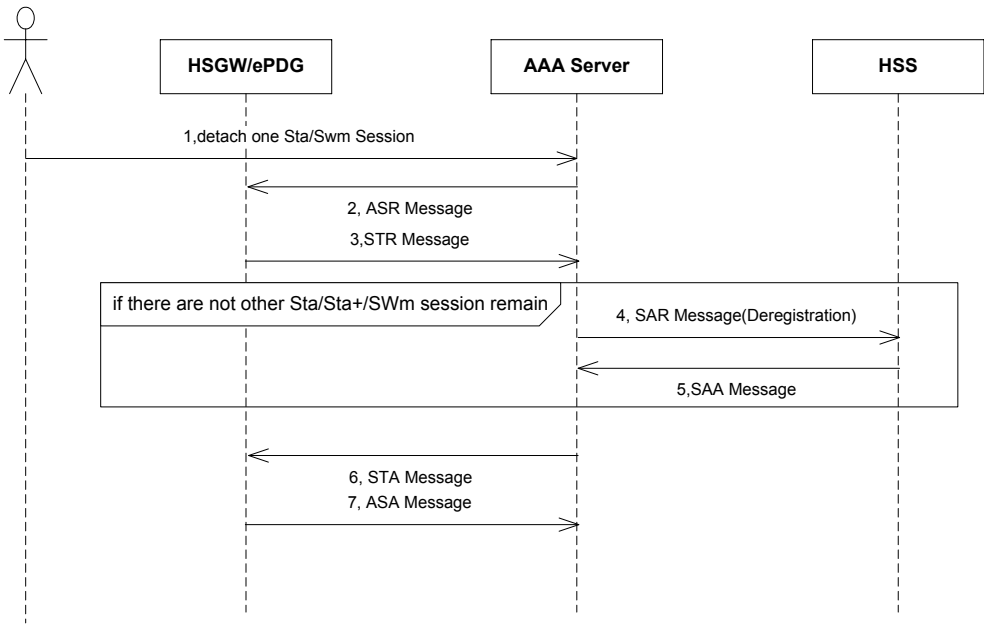 HSGW/ePDG
AAA Server
HSS
1,detach one Sta/Swm Session
2, ASR Message
3,STR Message
if there are not other Sta/Sta+/SWm session remain
4, SAR Message(Deregistration)
5,SAA Message
6, STA Message
7, ASA Message